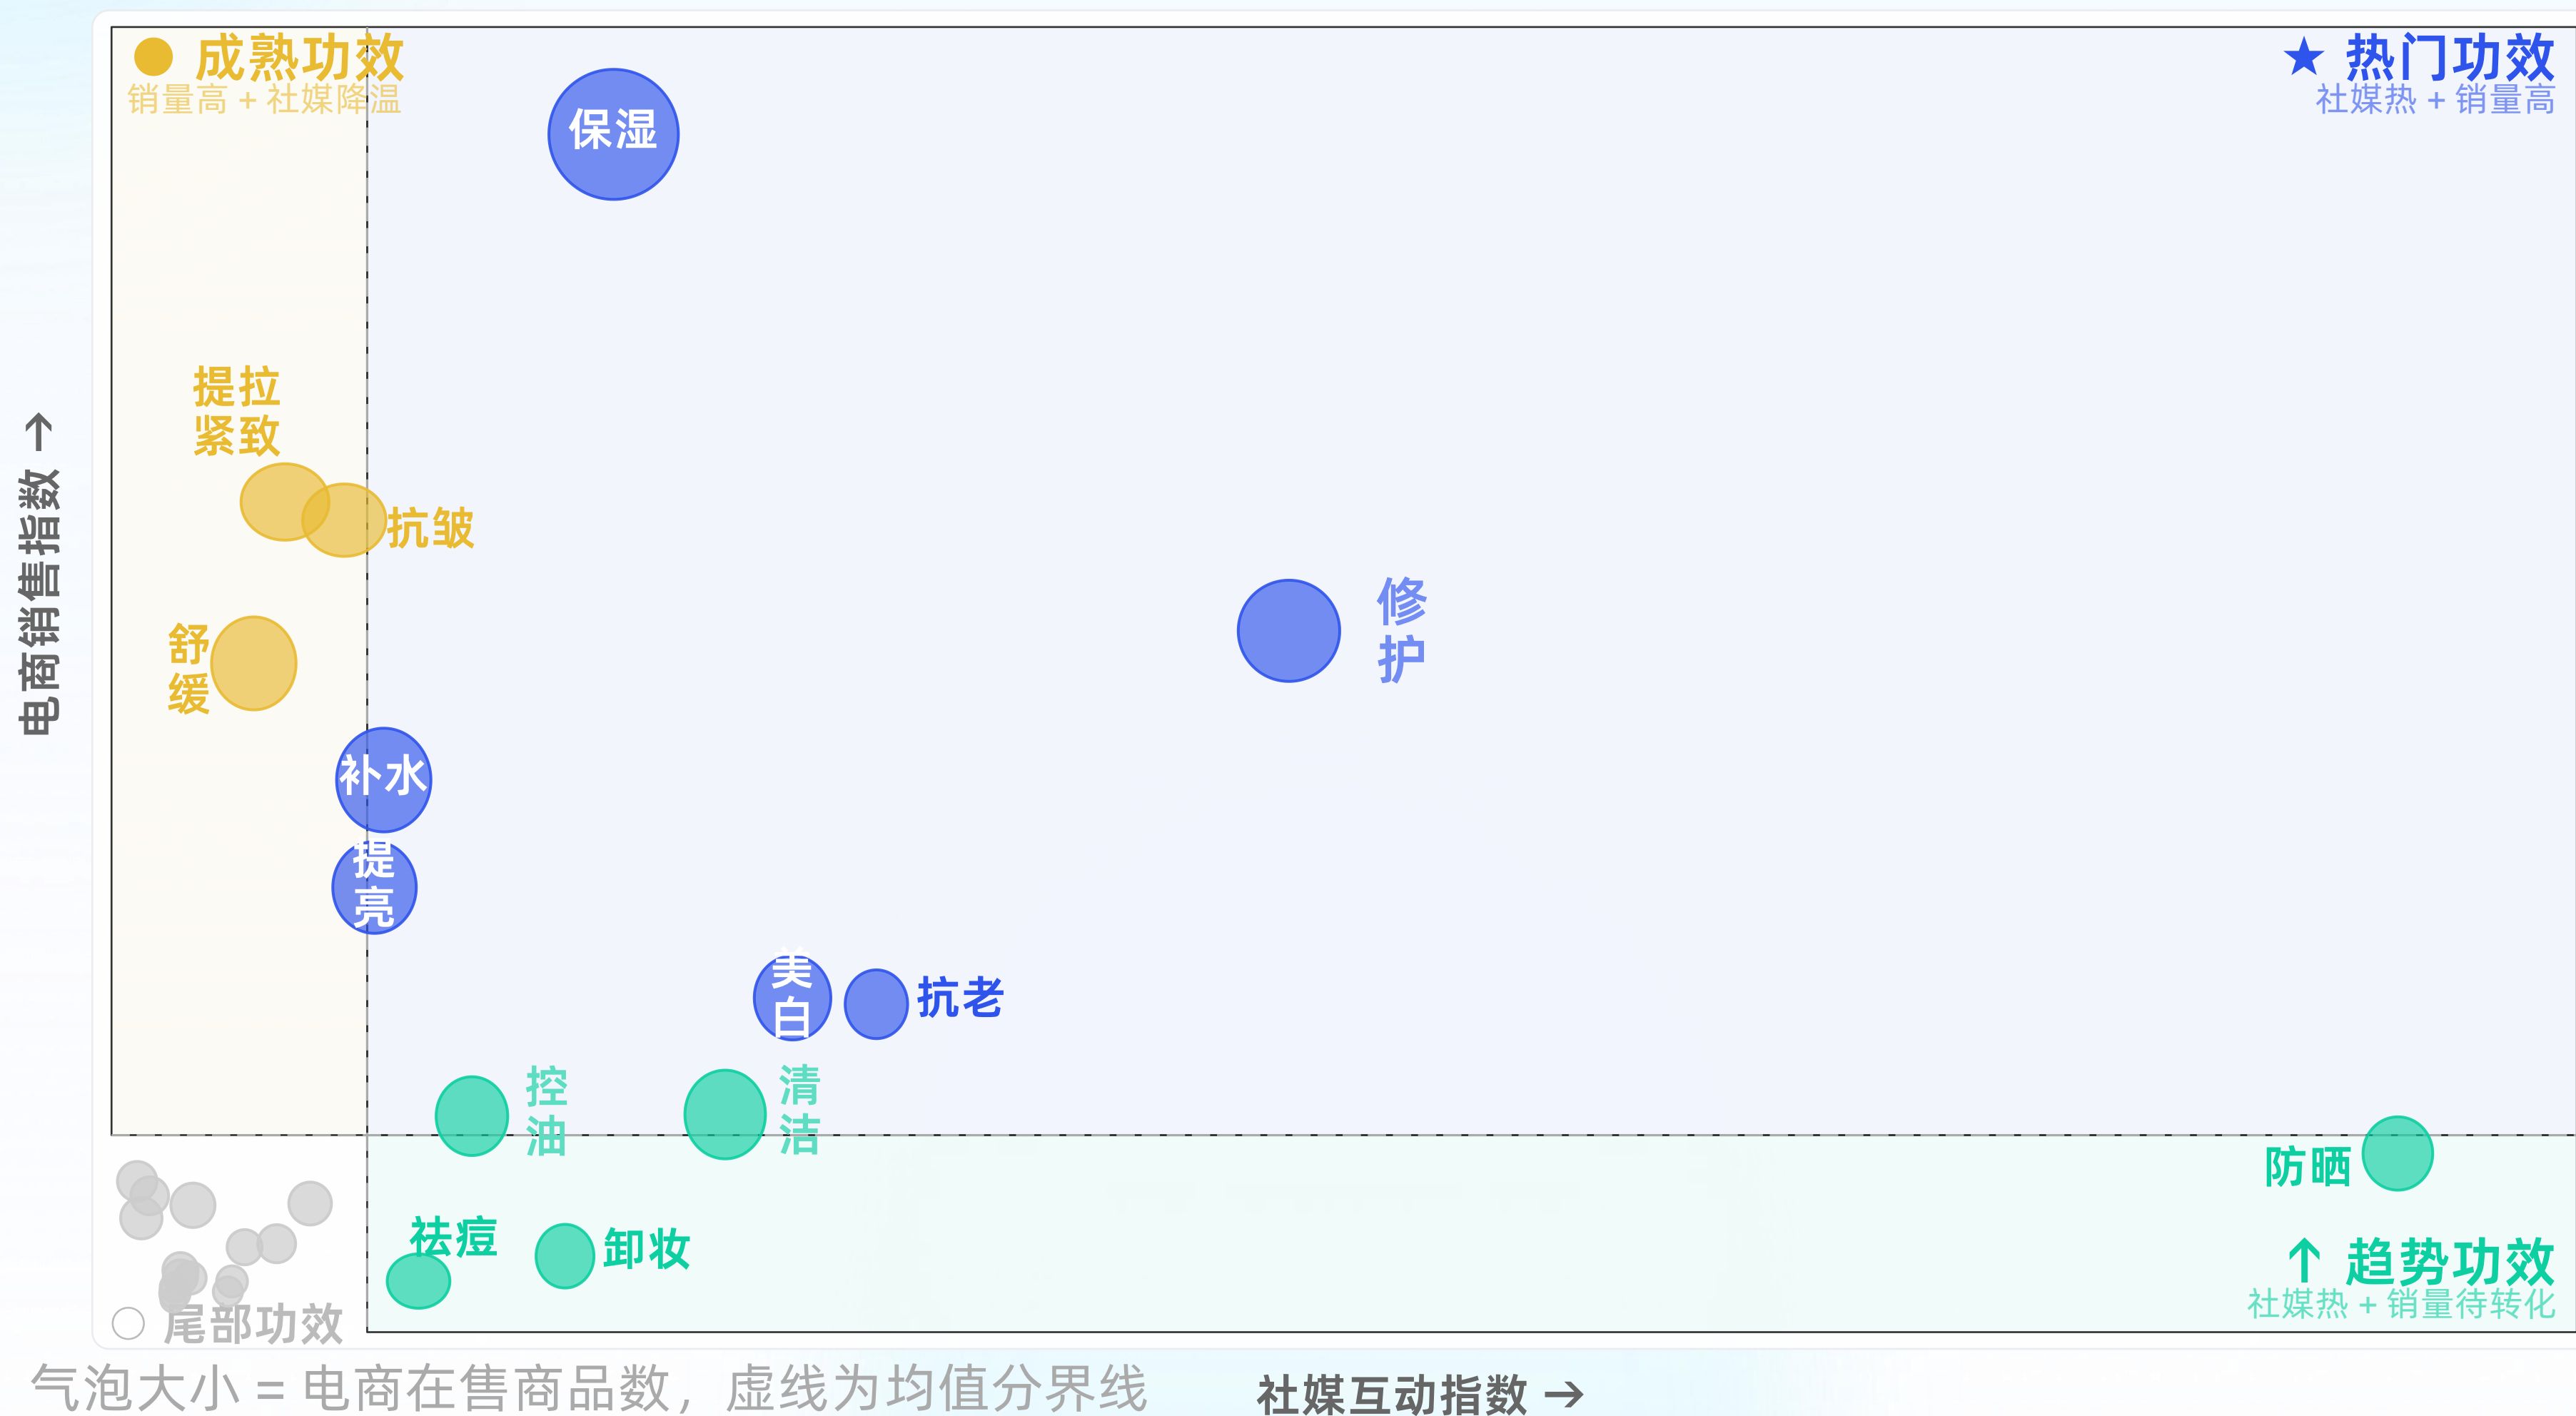 成熟功效
销量高 + 社媒降温
★ 热门功效
社媒热 + 销量高
保湿
提拉
紧致
抗皱
电商销售指数 →
修
护
舒
缓
补水
提
亮
美
白
抗老
控
油
清
洁
防晒
祛痘
卸妆
↑ 趋势功效
社媒热 + 销量待转化
尾部功效
气泡大小 = 电商在售商品数，虚线为均值分界线
社媒互动指数 →